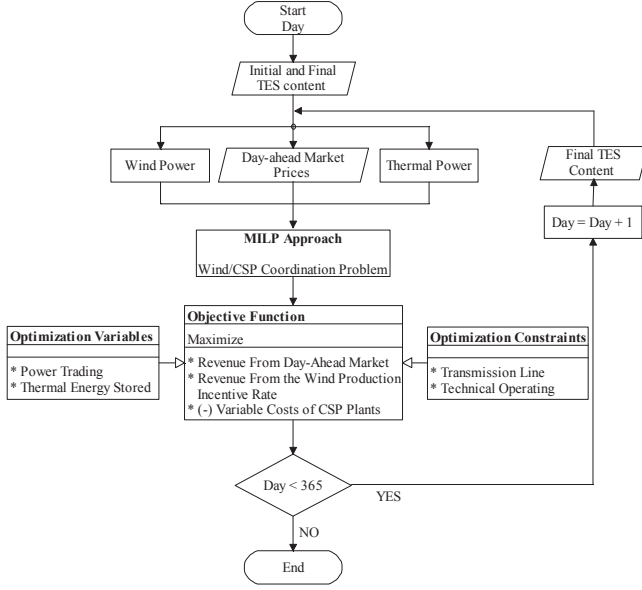 Start
Day
Initial and Final
TES content
Wind Power
Day-ahead Market
Prices
Thermal Power
Final TES
Content
Day = Day + 1
MILP Approach
Wind/CSP Coordination Problem
Objective Function
Maximize
* Revenue From Day-Ahead Market
* Revenue From the Wind Production
Incentive Rate
* (-) Variable Costs of CSP Plants
Optimization Variables
* Power Trading
* Thermal Energy Stored
Optimization Constraints
* Transmission Line
* Technical Operating
Day < 365
YES
NO
End